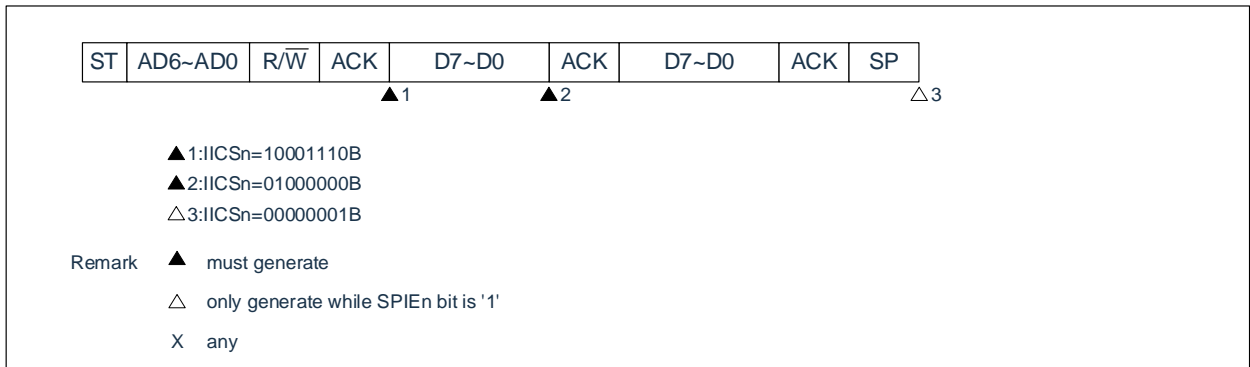 ST AD6~AD0 R/W̅ ACK D7~D0 ACK D7~D0 ACK SP
▲1 ▲2 △3
▲1:IICSn=10001110B
▲2:IICSn=01000000B
△3:IICSn=00000001B
Remark ▲ must generate
△ only generate while SPIEn bit is '1'
X any